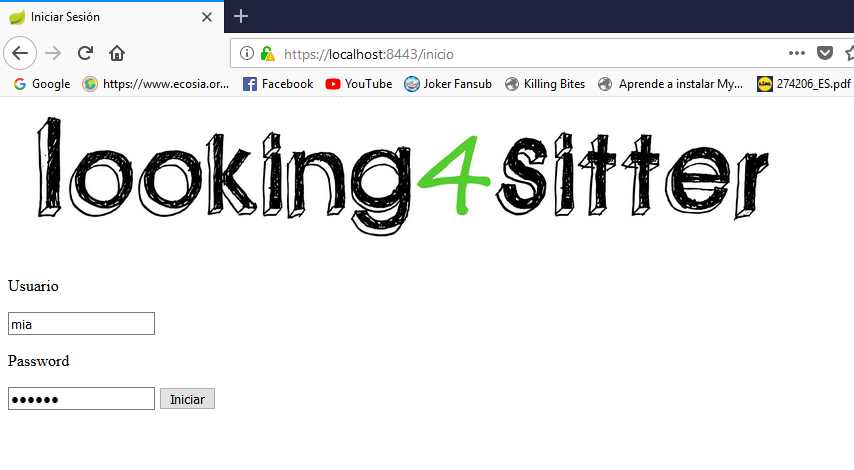 Iniciar Sesión
https://localhost:8443/inicio
Google https://www.ecosia.or... Facebook YouTube Joker Fansub Killing Bites Aprende a instalar My... 274206_ES.pdf
looking4sitter
Usuario
mia
Password
●●●●●● Iniciar